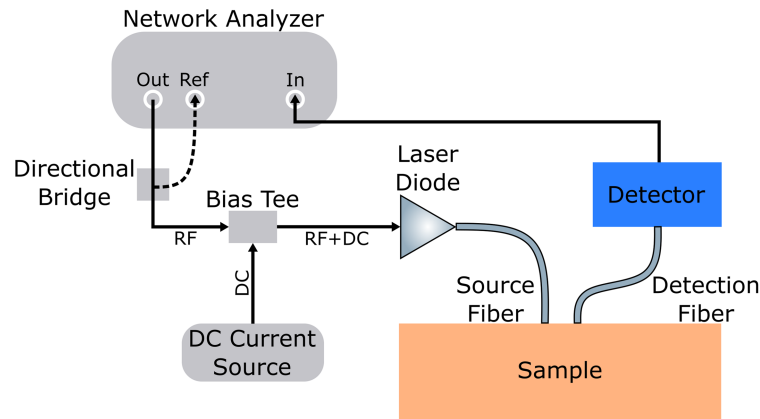 Network Analyzer
Out
Ref
In
Directional
Bridge
Bias Tee
Laser
Diode
Detector
RF
RF+DC
DC
Source
Fiber
Detection
Fiber
DC Current
Source
Sample